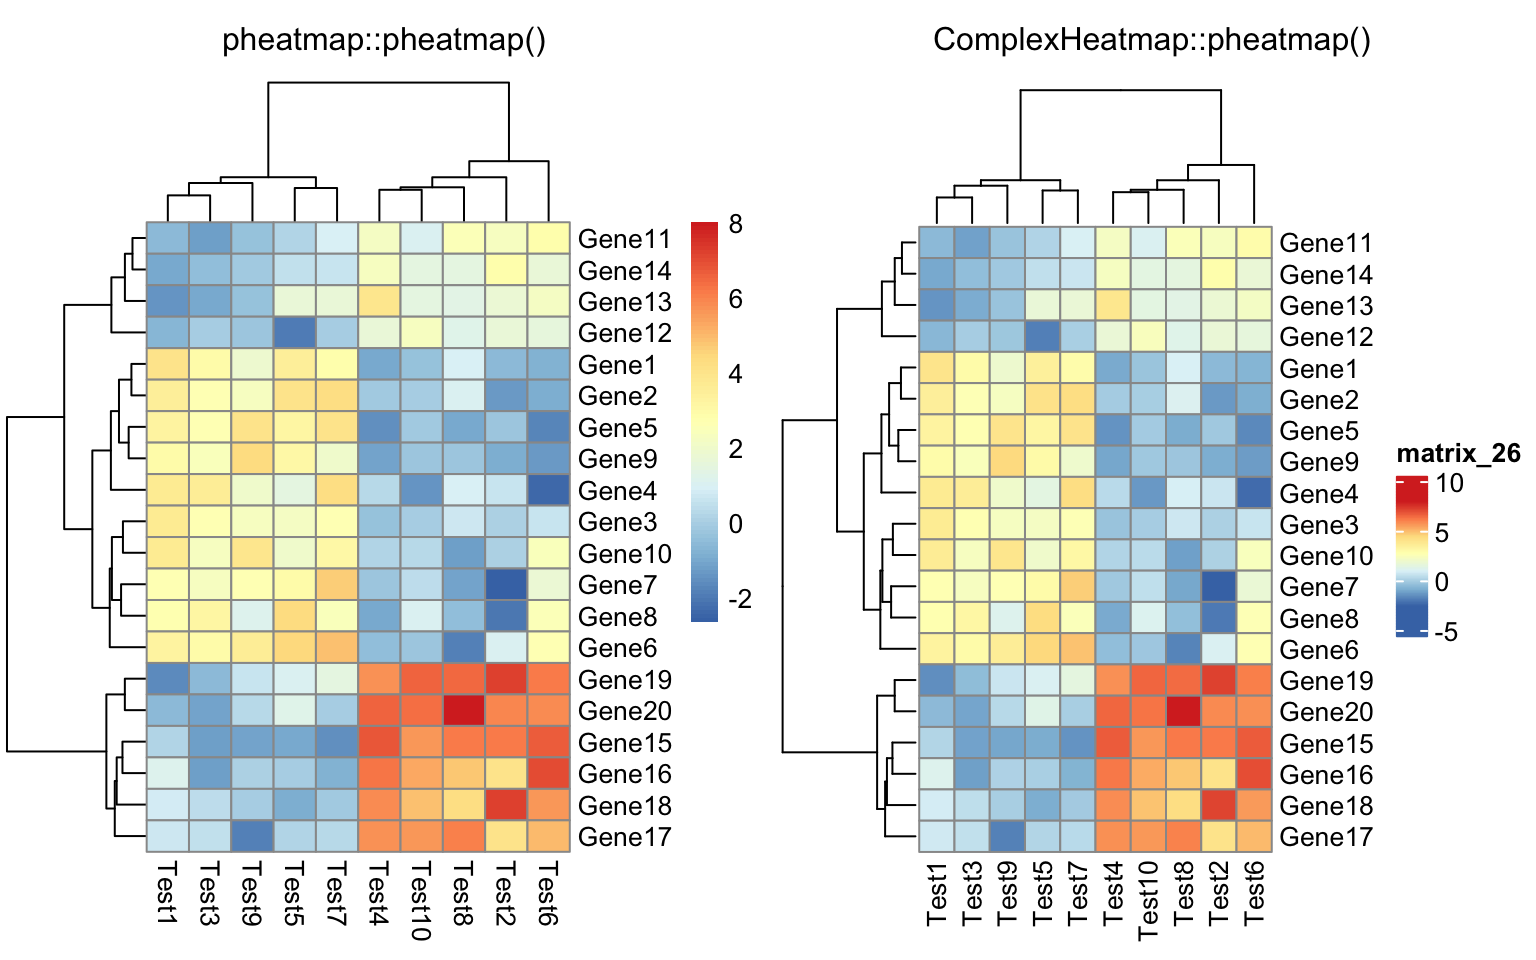 pheatmap::pheatmap()
Gene11
Gene14
Gene13
Gene12
Gene1
Gene2
Gene5
Gene9
Gene4
Gene3
Gene10
Gene7
Gene8
Gene6
Gene19
Gene20
Gene15
Gene16
Gene18
Gene17
Test1
Test3
Test9
Test5
Test7
Test4
Test10
Test8
Test2
Test6
8
6
4
2
0
-2
ComplexHeatmap::pheatmap()
Gene11
Gene14
Gene13
Gene12
Gene1
Gene2
Gene5
Gene9
Gene4
Gene3
Gene10
Gene7
Gene8
Gene6
Gene19
Gene20
Gene15
Gene16
Gene18
Gene17
Test1
Test3
Test9
Test5
Test7
Test4
Test10
Test8
Test2
Test6
matrix_26
10
5
0
-5